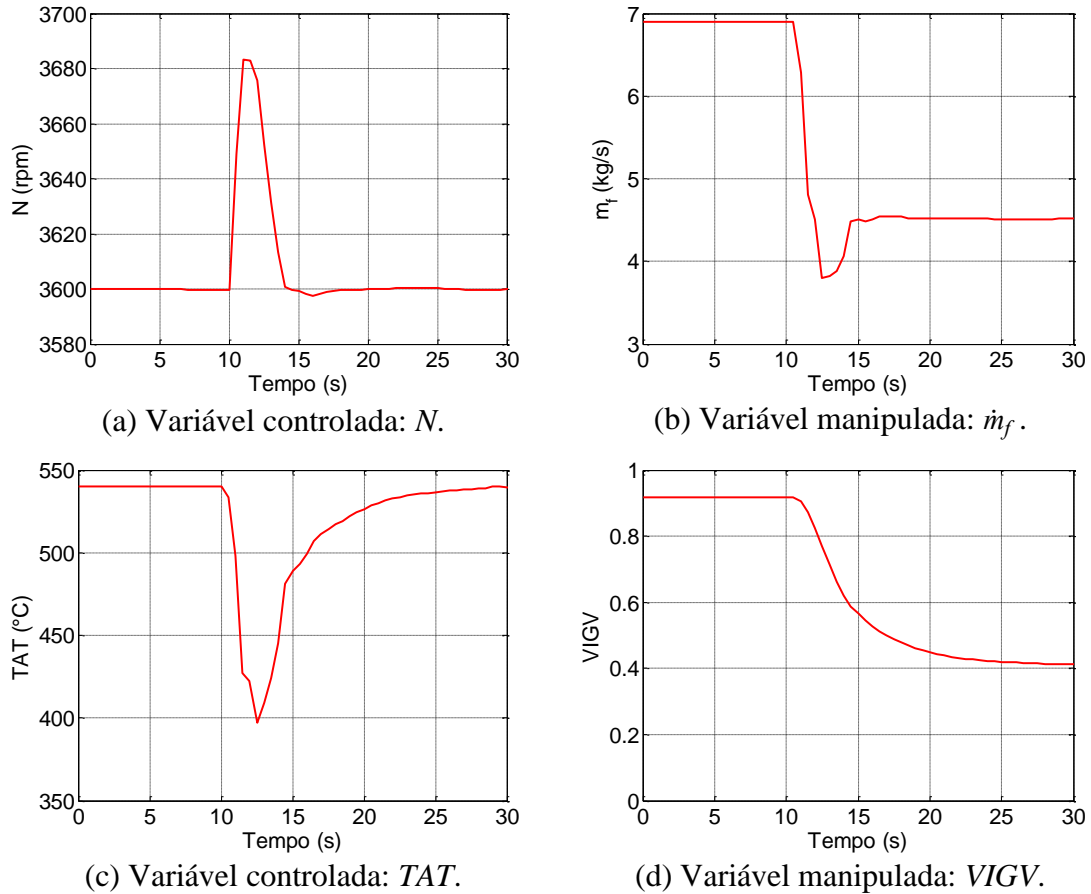 3700
3680
3660
3640
3620
3600
3580
N (rpm)
0 5 10 15 20 25 30
Tempo (s)
(a) Variável controlada: N.
7
6
5
4
3
m_f (kg/s)
0 5 10 15 20 25 30
Tempo (s)
(b) Variável manipulada: ṁ_f .
550
500
450
400
350
TAT (°C)
0 5 10 15 20 25 30
Tempo (s)
(c) Variável controlada: TAT.
1
0.8
0.6
0.4
0.2
0
VIGV
0 5 10 15 20 25 30
Tempo (s)
(d) Variável manipulada: VIGV.